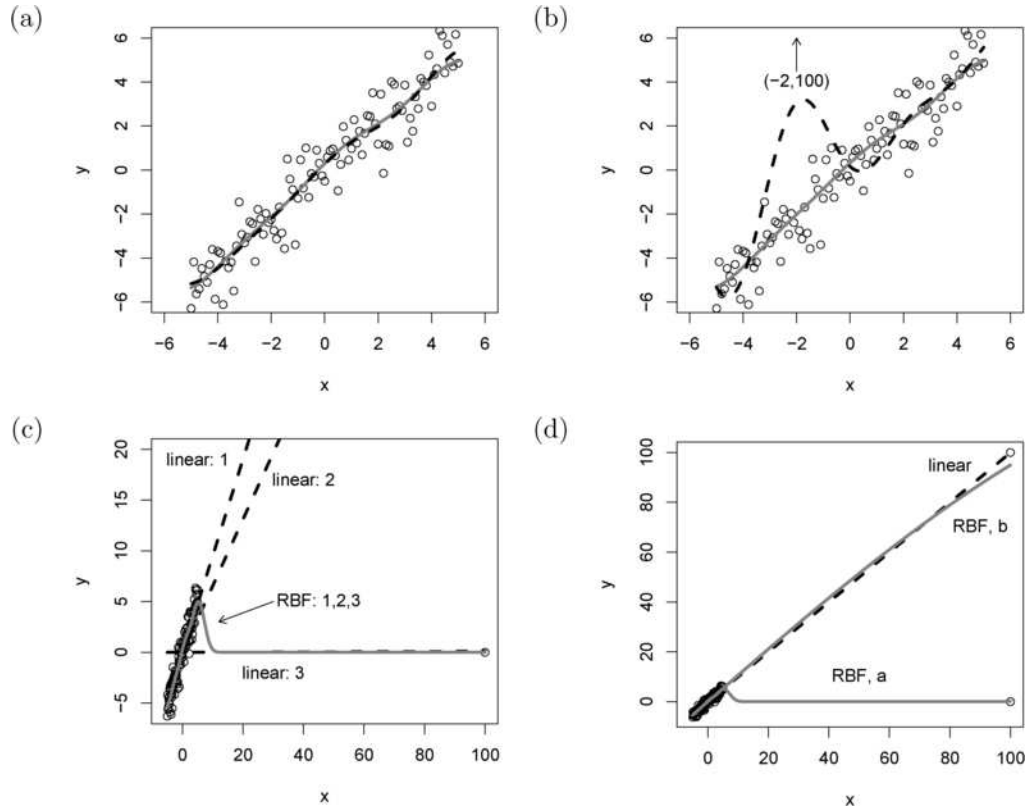 (a)
y
6
4
2
0
−2
−4
−6
−6 −4 −2 0 2 4 6
x
(b)
(−2,100)
y
6
4
2
0
−2
−4
−6
−6 −4 −2 0 2 4 6
x
(c)
linear: 1
linear: 2
RBF: 1,2,3
linear: 3
y
20
15
10
5
0
−5
0 20 40 60 80 100
x
(d)
linear
RBF, b
RBF, a
y
100
80
60
40
20
0
0 20 40 60 80 100
x